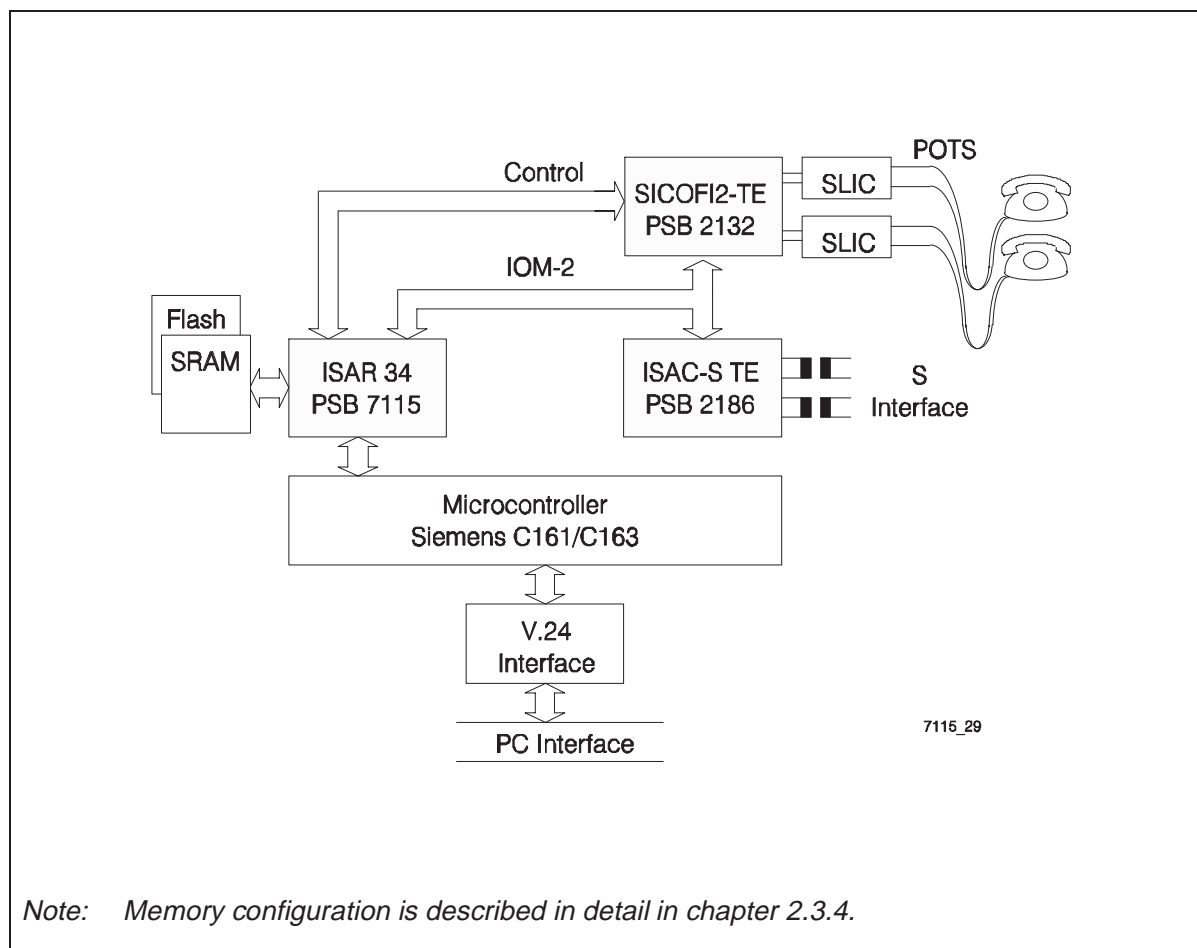 Control
SICOFI2-TE
PSB 2132
SLIC
SLIC
POTS
IOM-2
Flash
SRAM
ISAR 34
PSB 7115
ISAC-S TE
PSB 2186
S
Interface
Microcontroller
Siemens C161/C163
V.24
Interface
PC Interface
7115_29
Note: Memory configuration is described in detail in chapter 2.3.4.